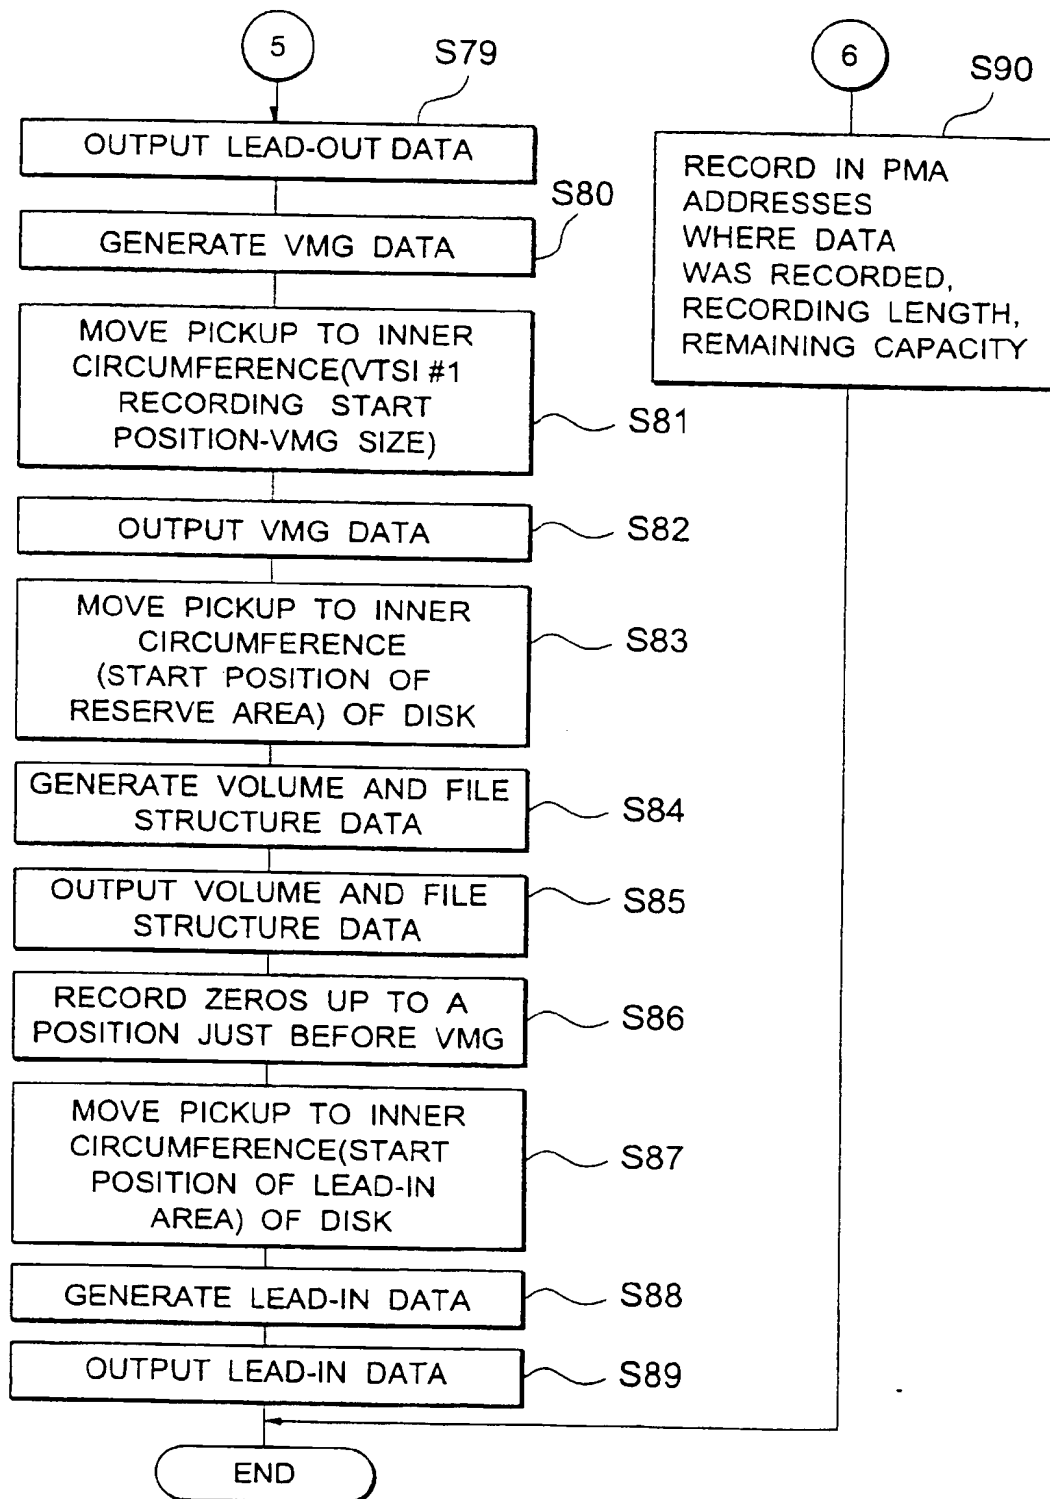 5
S79
OUTPUT LEAD-OUT DATA
S80
GENERATE VMG DATA
MOVE PICKUP TO INNER
CIRCUMFERENCE(VTSI #1
RECORDING START
POSITION-VMG SIZE)
S81
OUTPUT VMG DATA
S82
MOVE PICKUP TO INNER
CIRCUMFERENCE
(START POSITION OF
RESERVE AREA) OF DISK
S83
GENERATE VOLUME AND FILE
STRUCTURE DATA
S84
OUTPUT VOLUME AND FILE
STRUCTURE DATA
S85
RECORD ZEROS UP TO A
POSITION JUST BEFORE VMG
S86
MOVE PICKUP TO INNER
CIRCUMFERENCE(START
POSITION OF LEAD-IN
AREA) OF DISK
S87
GENERATE LEAD-IN DATA
S88
OUTPUT LEAD-IN DATA
S89
END
6
S90
RECORD IN PMA
ADDRESSES
WHERE DATA
WAS RECORDED,
RECORDING LENGTH,
REMAINING CAPACITY